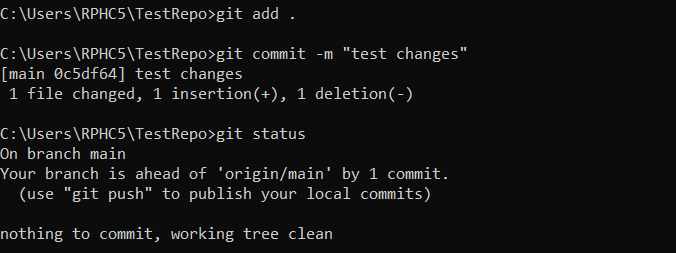 C:\Users\RPHC5\TestRepo>git add .
C:\Users\RPHC5\TestRepo>git commit -m "test changes"
[main 0c5df64] test changes
 1 file changed, 1 insertion(+), 1 deletion(-)
C:\Users\RPHC5\TestRepo>git status
On branch main
Your branch is ahead of 'origin/main' by 1 commit.
  (use "git push" to publish your local commits)
nothing to commit, working tree clean